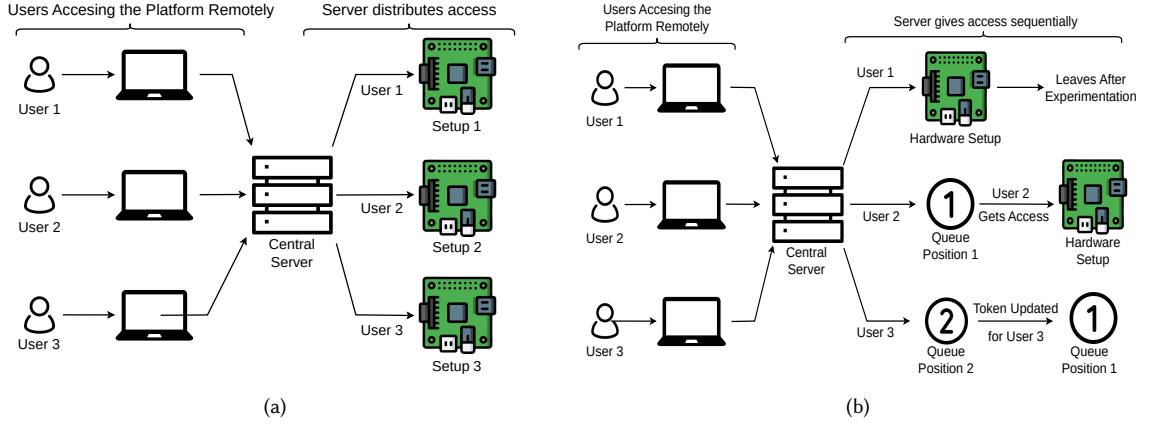 Users Accesing the Platform Remotely
Server distributes access
User 1
User 1
Setup 1
User 2
User 2
Setup 2
Central
Server
User 3
User 3
Setup 3
(a)
Users Accesing the
Platform Remotely
Server gives access sequentially
User 1
User 1
Hardware Setup
Leaves After
Experimentation
User 2
User 2
1
Queue
Position 1
User 2
Gets Access
Hardware
Setup
Central
Server
User 3
User 3
2
Queue
Position 2
Token Updated
for User 3
1
Queue
Position 1
(b)